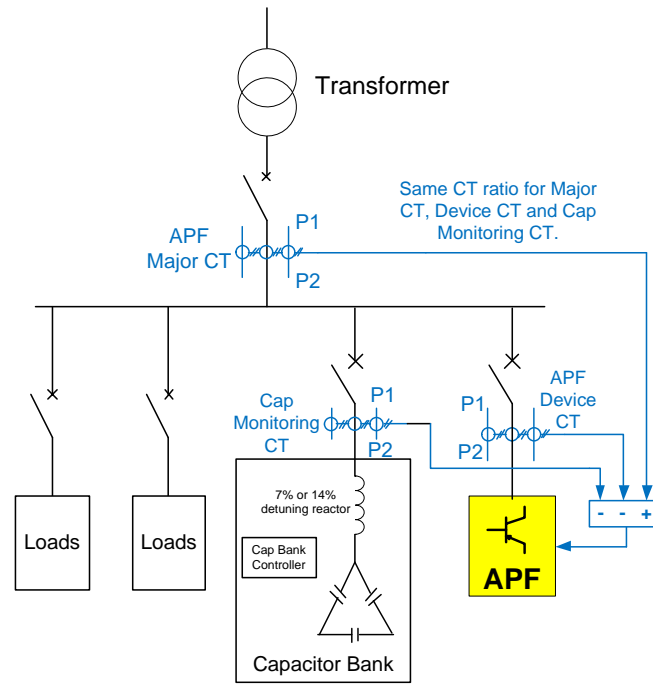 Transformer
Same CT ratio for Major
CT, Device CT and Cap
Monitoring CT.
P1
APF
Major CT
P2
Cap
Monitoring
CT
P1
P2
P1
P2
APF
Device
CT
7% or 14%
detuning reactor
- - +
Loads
Loads
Cap Bank
Controller
APF
Capacitor Bank